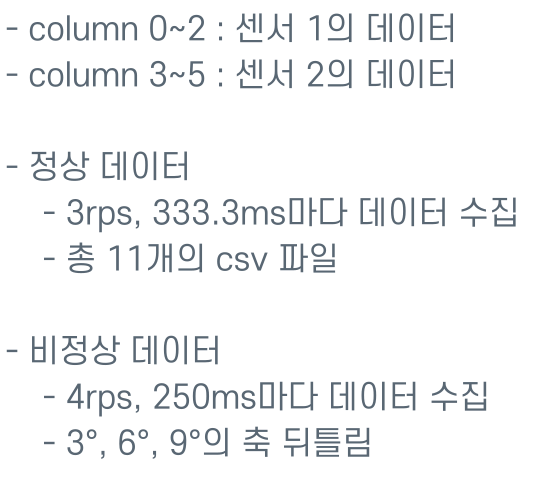 - column 0~2 : 센서 1의 데이터
- column 3~5 : 센서 2의 데이터
- 정상 데이터
- 3rps, 333.3ms마다 데이터 수집
- 총 11개의 csv 파일
- 비정상 데이터
- 4rps, 250ms마다 데이터 수집
- 3°, 6°, 9°의 축 뒤틀림